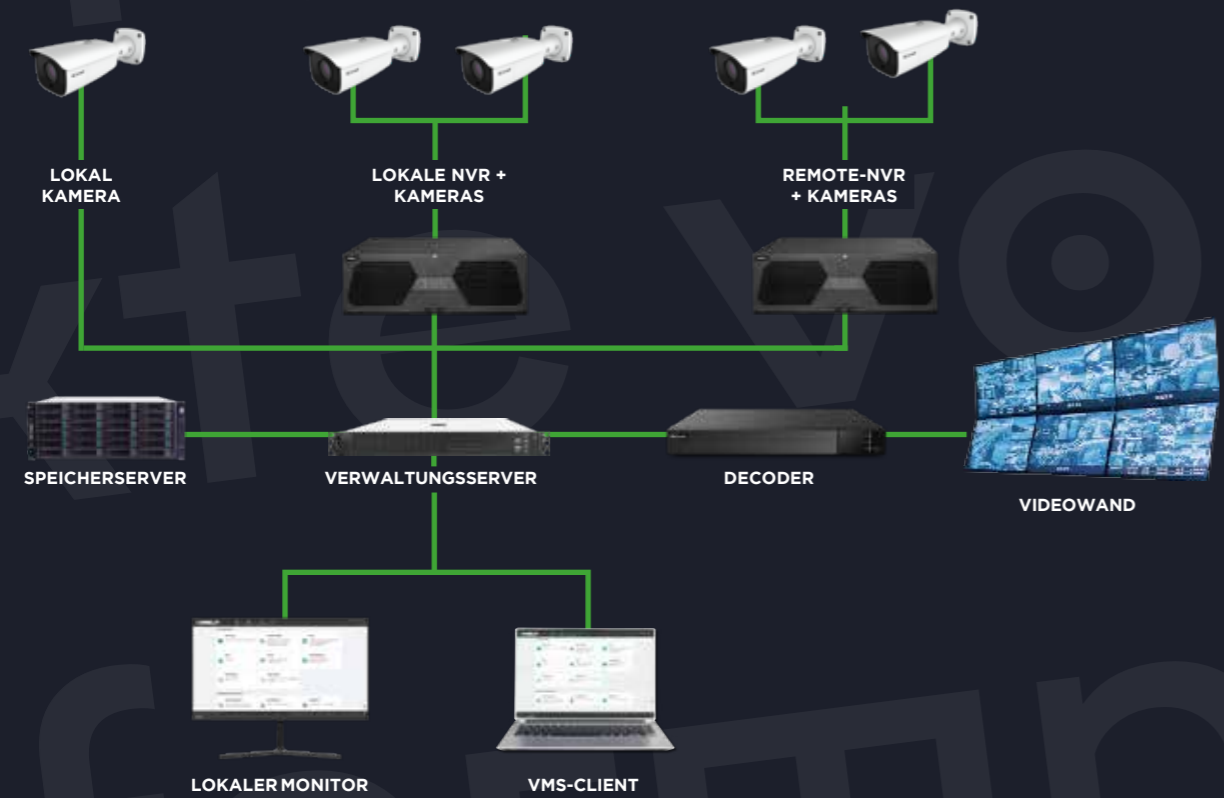 LOKAL
KAMERA
LOKALE NVR +
KAMERAS
REMOTE-NVR
+ KAMERAS
SPEICHERSERVER
VERWALTUNGSSERVER
DECODER
VIDEOWAND
LOKALER MONITOR
VMS-CLIENT